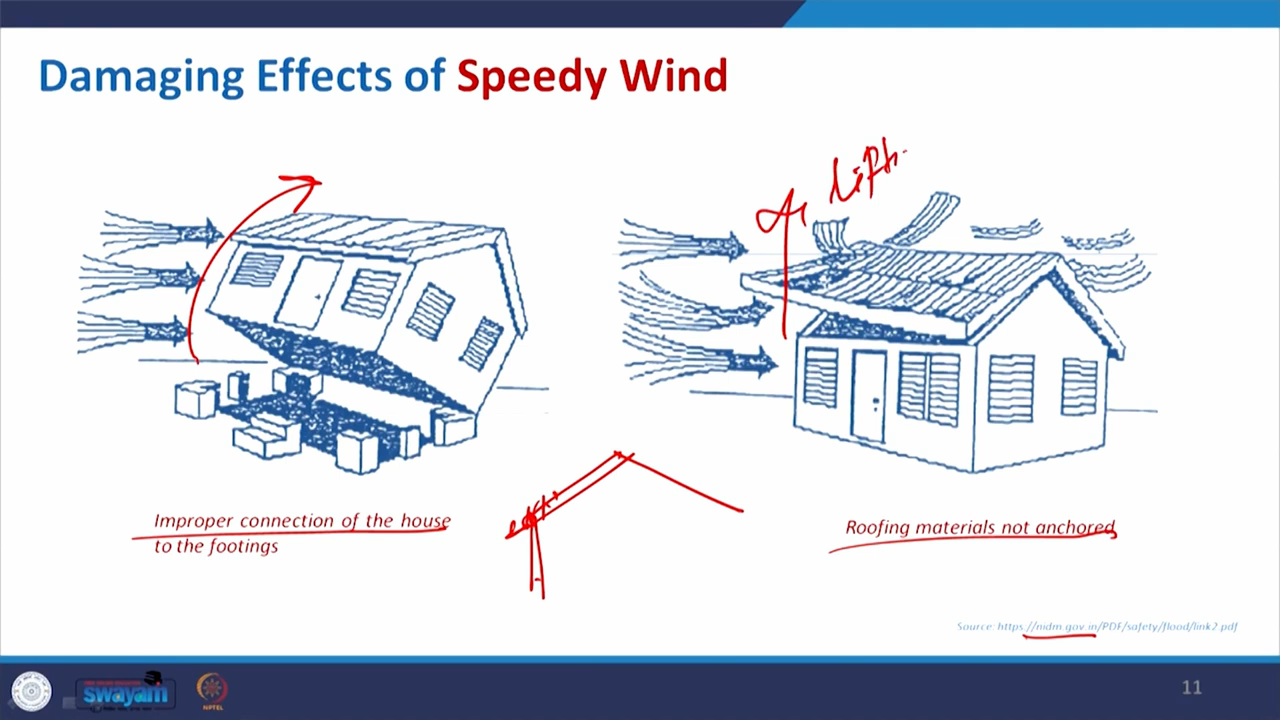 Damaging Effects of Speedy Wind
Lift
Improper connection of the house
to the footings
Roofing materials not anchored
Source: https://nidm.gov.in/PDF/safety/flood/link2.pdf
swayam
NPTEL
11